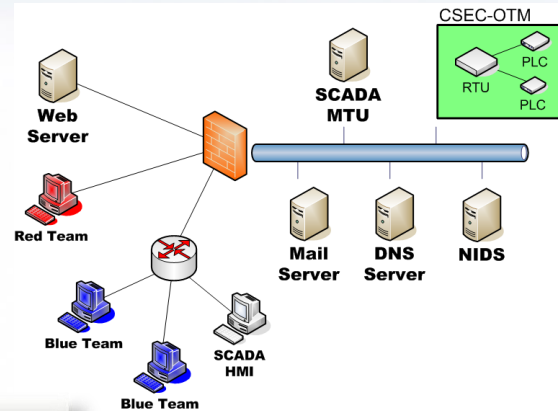 CSEC-OTM
PLC
RTU
PLC
SCADA
MTU
Web
Server
Red Team
Mail
Server
DNS
Server
NIDS
Blue Team
SCADA
HMI
Blue Team